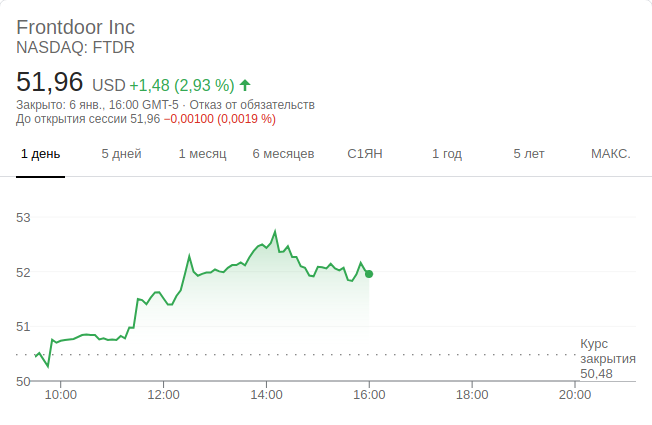 Frontdoor Inc
NASDAQ: FTDR
51,96 USD +1,48 (2,93 %) ↑
Закрыто: 6 янв., 16:00 GMT-5 · Отказ от обязательств
До открытия сессии 51,96 −0,00100 (0,0019 %)
1 день 5 дней 1 месяц 6 месяцев С1ЯН 1 год 5 лет МАКС.
53
52
51
Курс
закрытия
50,48
50
10:00 12:00 14:00 16:00 18:00 20:00